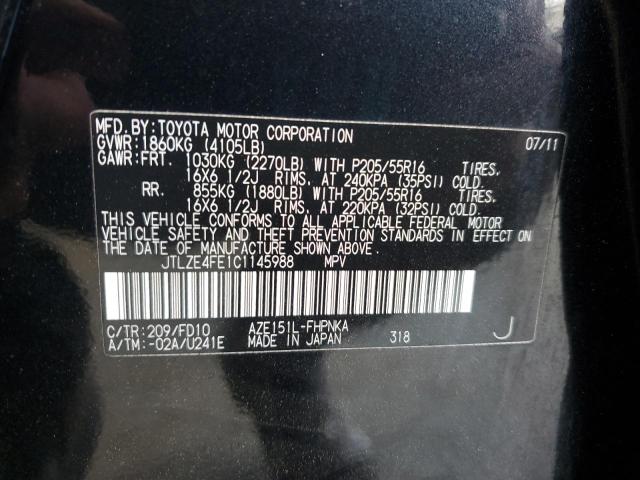 MFD.BY:TOYOTA MOTOR CORPORATION 07/11
GVWR:1860KG (4105LB)
GAWR:FRT. 1030KG (2270LB) WITH P205/55R16 TIRES.
16X6 1/2J RIMS. AT 240KPA (35PSI) COLD.
RR. 855KG (1880LB) WITH P205/55R16 TIRES.
16X6 1/2J RIMS. AT 220KPA (32PSI) COLD.
THIS VEHICLE CONFORMS TO ALL APPLICABLE FEDERAL MOTOR
VEHICLE SAFETY AND THEFT PREVENTION STANDARDS IN EFFECT ON
THE DATE OF MANUFACTURE SHOWN ABOVE.
JTLZE4FE1C1145988 MPV
C/TR:209/FD10 AZE151L-FHPNKA
A/TM:-02A/U241E MADE IN JAPAN 318 J